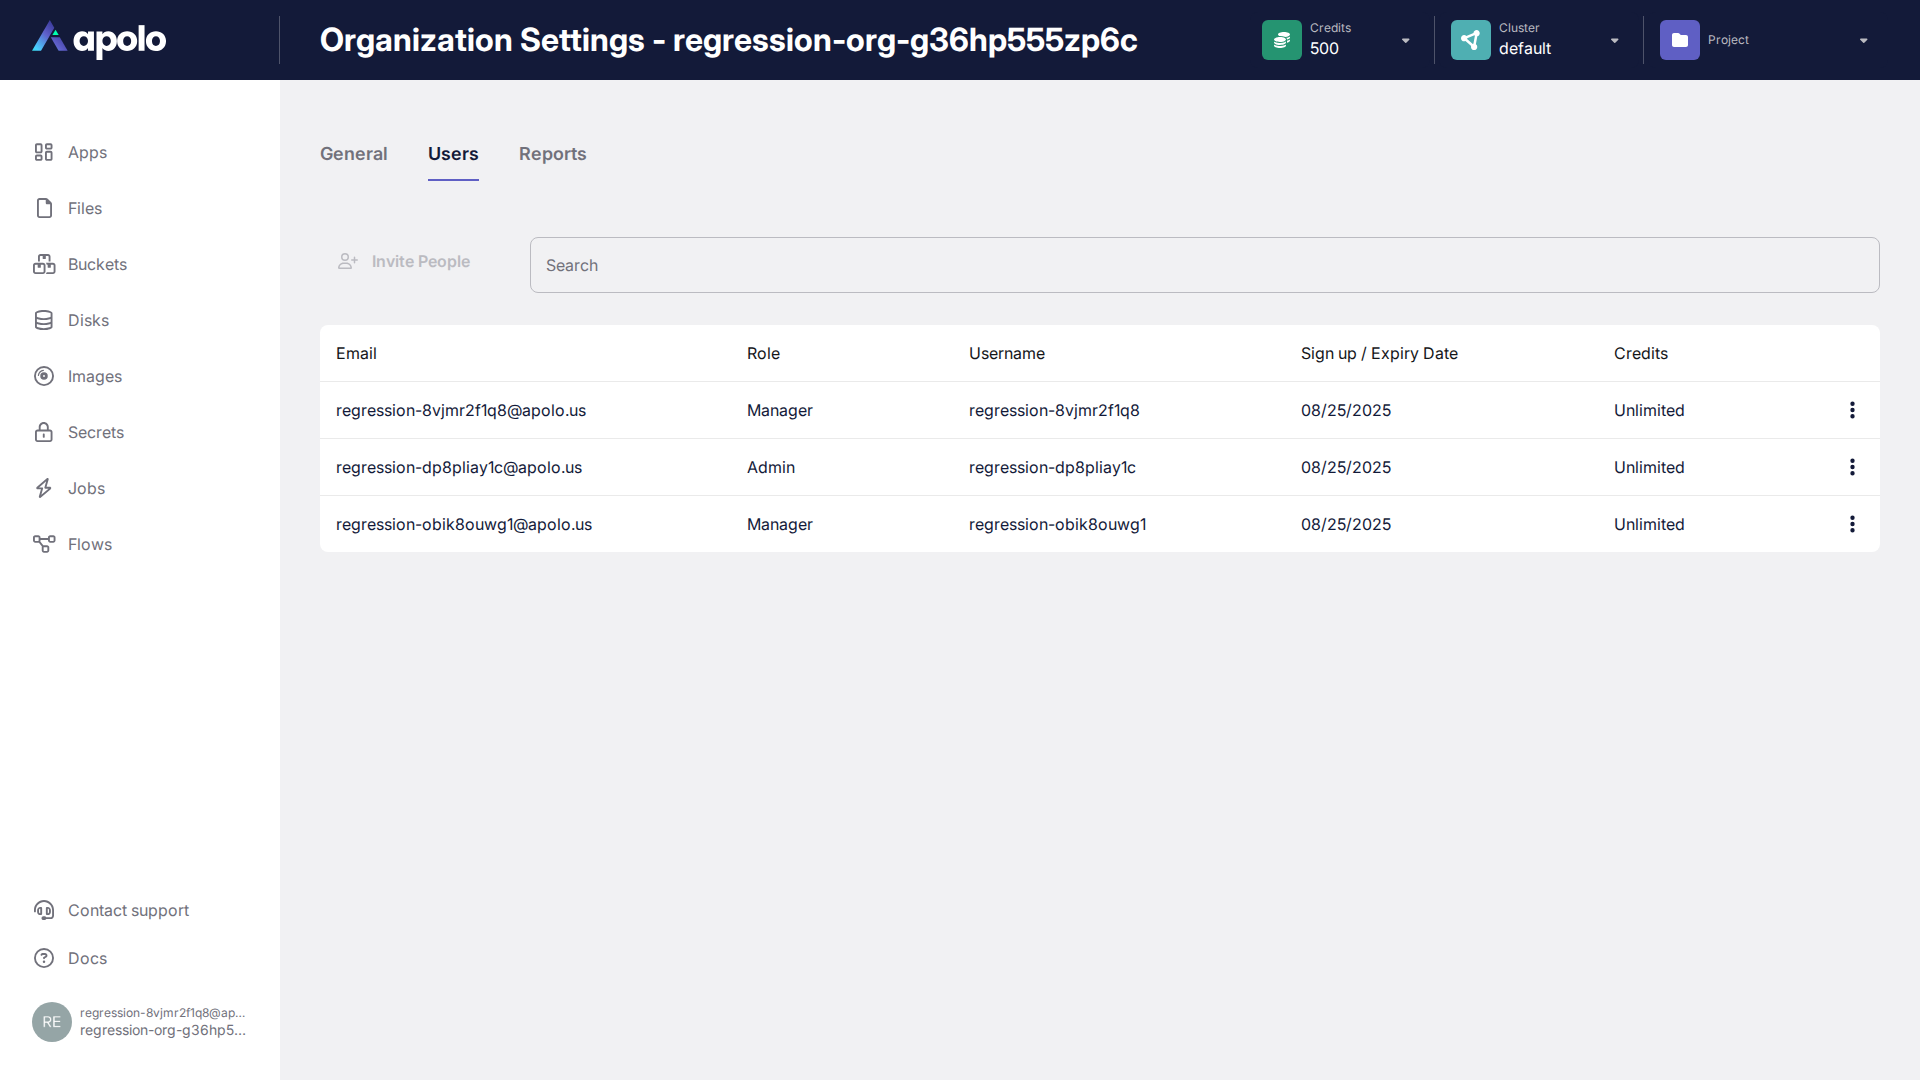 apolo
Organization Settings - regression-org-g36hp555zp6c
Credits
500
Cluster
default
Project
Apps
Files
Buckets
Disks
Images
Secrets
Jobs
Flows
Contact support
Docs
RE
regression-8vjmr2f1q8@ap...
regression-org-g36hp5...
General Users Reports
Invite People
Search
Email Role Username Sign up / Expiry Date Credits
regression-8vjmr2f1q8@apolo.us Manager regression-8vjmr2f1q8 08/25/2025 Unlimited
regression-dp8pliay1c@apolo.us Admin regression-dp8pliay1c 08/25/2025 Unlimited
regression-obik8ouwg1@apolo.us Manager regression-obik8ouwg1 08/25/2025 Unlimited